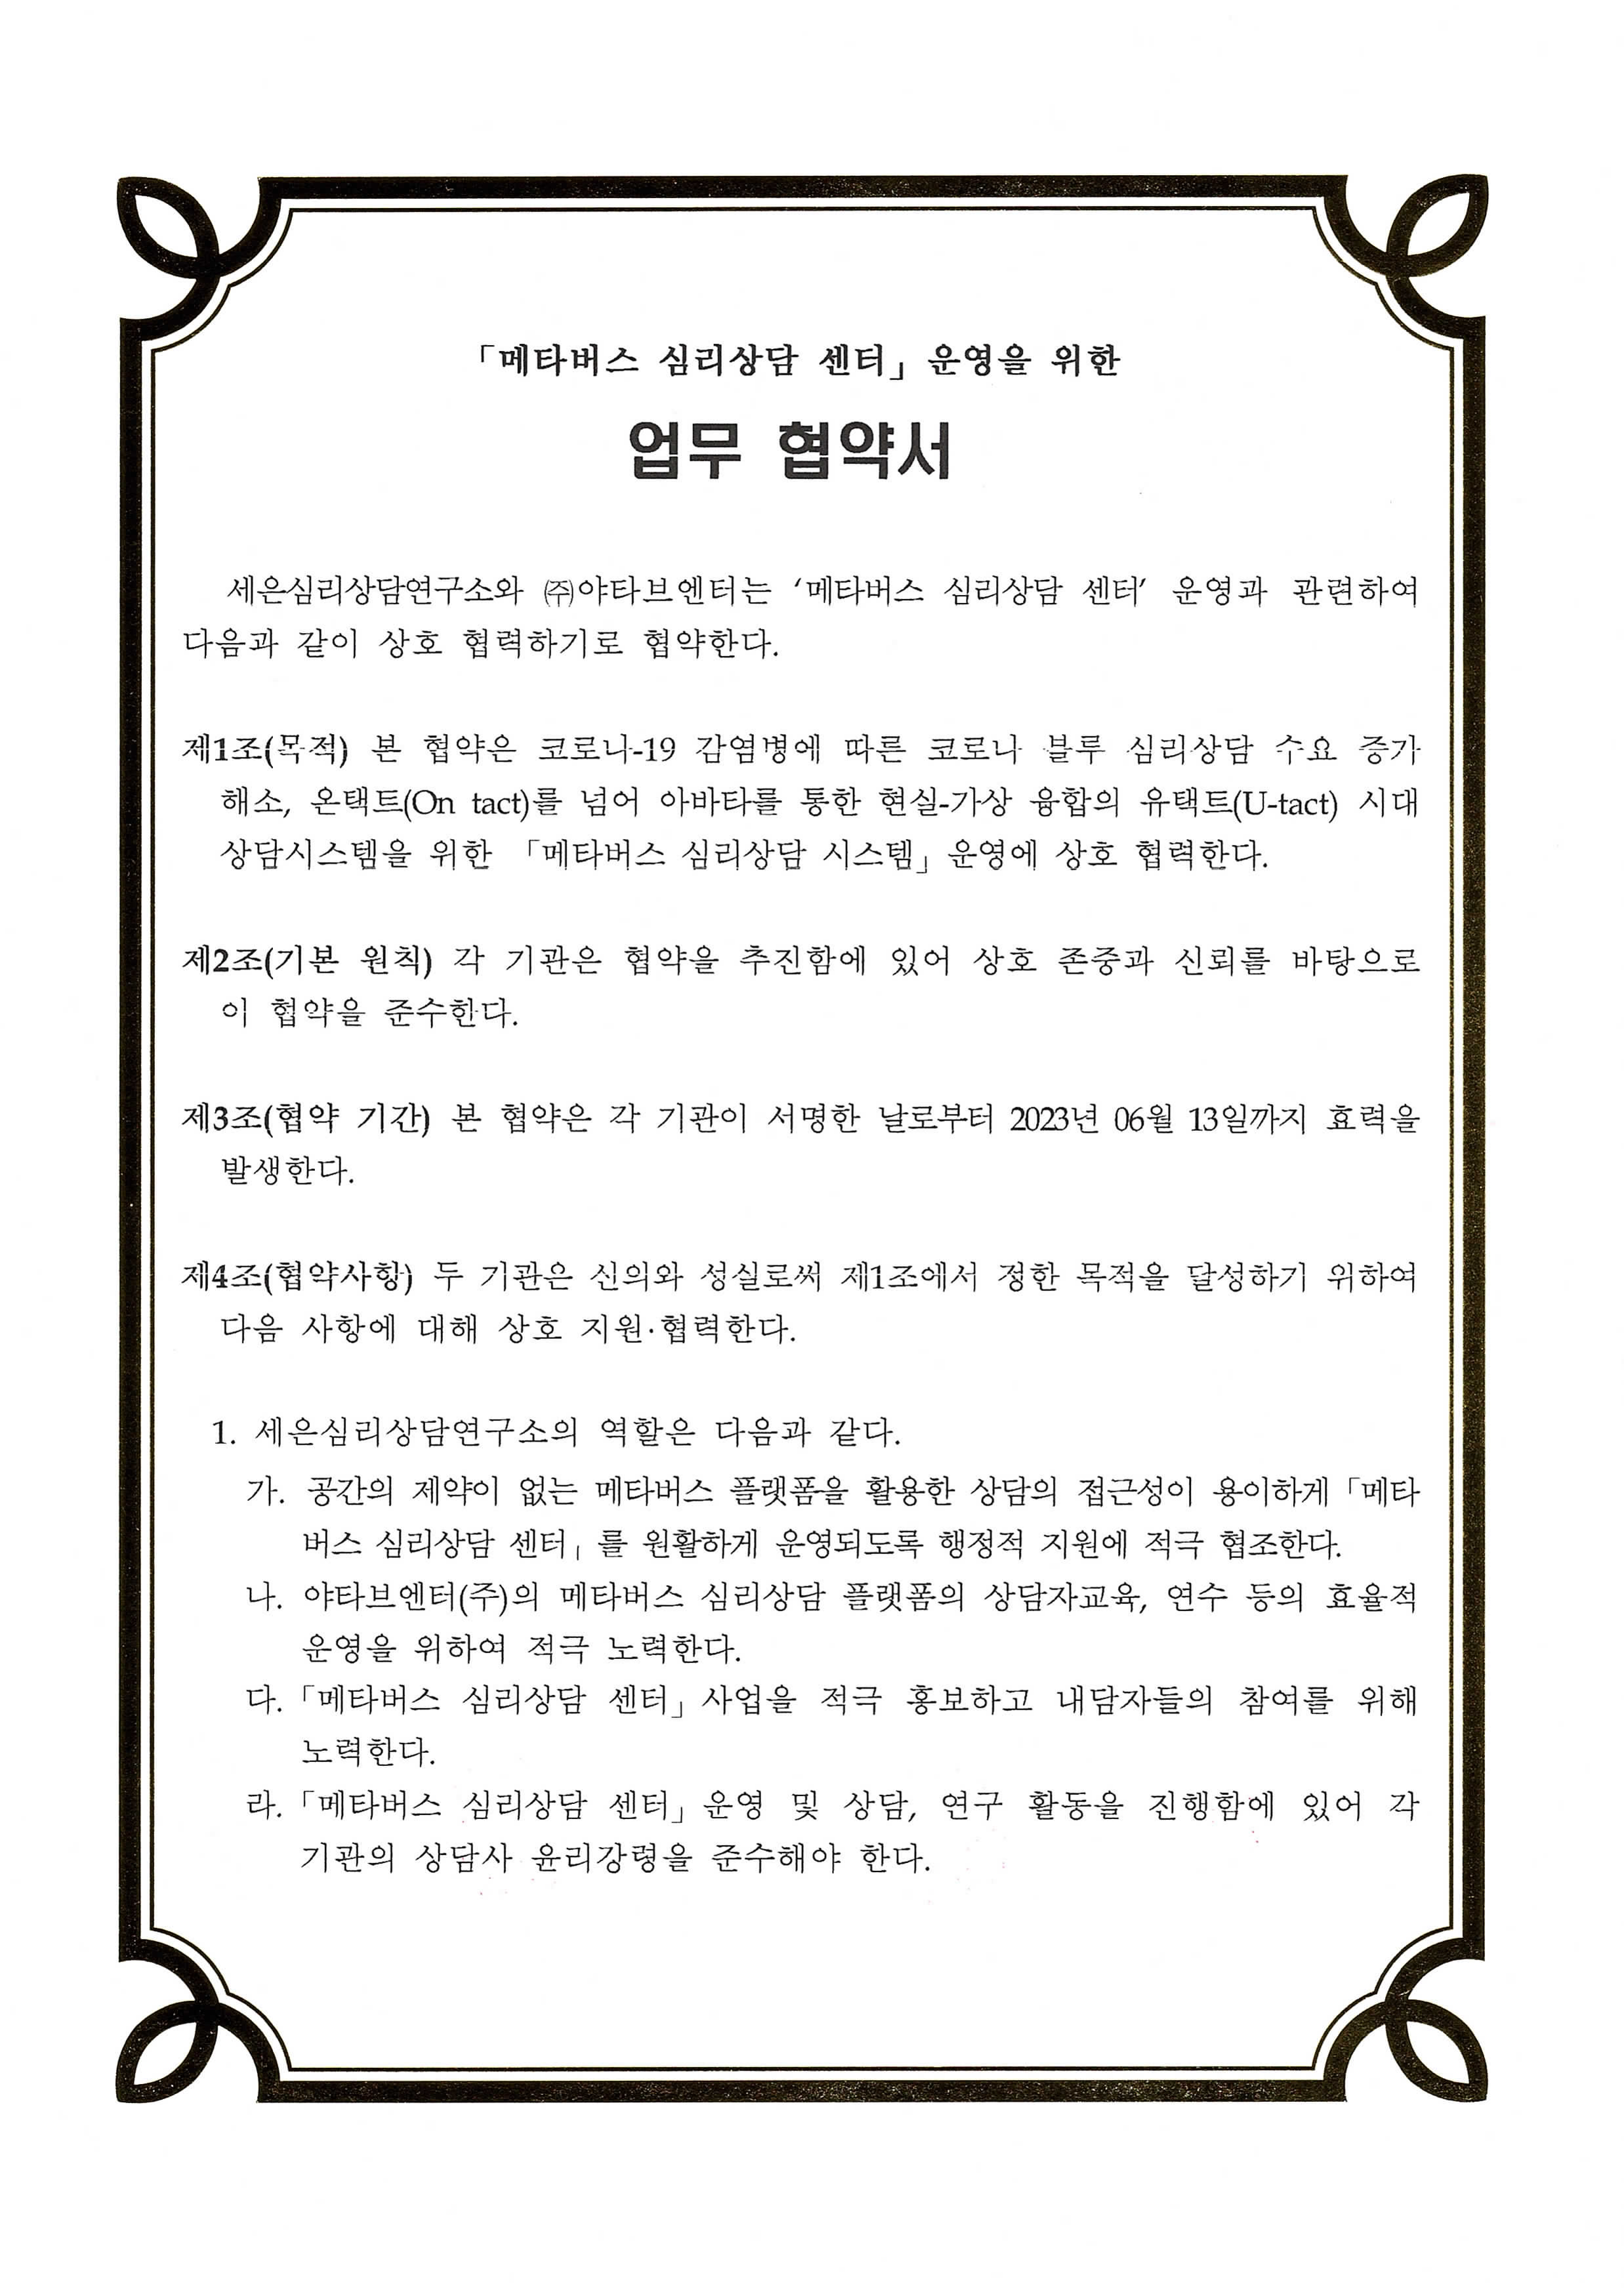 「메타버스 심리상담 센터」 운영을 위한
업무 협약서
세은심리상담연구소와 ㈜야타브엔터는 ‘메타버스 심리상담 센터’ 운영과 관련하여
다음과 같이 상호 협력하기로 협약한다.
제1조(목적) 본 협약은 코로나-19 감염병에 따른 코로나 블루 심리상담 수요 증가
해소, 온택트(On tact)를 넘어 아바타를 통한 현실-가상 융합의 유택트(U-tact) 시대
상담시스템을 위한 「메타버스 심리상담 시스템」 운영에 상호 협력한다.
제2조(기본 원칙) 각 기관은 협약을 추진함에 있어 상호 존중과 신뢰를 바탕으로
이 협약을 준수한다.
제3조(협약 기간) 본 협약은 각 기관이 서명한 날로부터 2023년 06월 13일까지 효력을
발생한다.
제4조(협약사항) 두 기관은 신의와 성실로써 제1조에서 정한 목적을 달성하기 위하여
다음 사항에 대해 상호 지원·협력한다.
1. 세은심리상담연구소의 역할은 다음과 같다.
가. 공간의 제약이 없는 메타버스 플랫폼을 활용한 상담의 접근성이 용이하게 「메타
버스 심리상담 센터」 를 원활하게 운영되도록 행정적 지원에 적극 협조한다.
나. 야타브엔터(주)의 메타버스 심리상담 플랫폼의 상담자교육, 연수 등의 효율적
운영을 위하여 적극 노력한다.
다. 「메타버스 심리상담 센터」 사업을 적극 홍보하고 내담자들의 참여를 위해
노력한다.
라. 「메타버스 심리상담 센터」 운영 및 상담, 연구 활동을 진행함에 있어 각
기관의 상담사 윤리강령을 준수해야 한다.